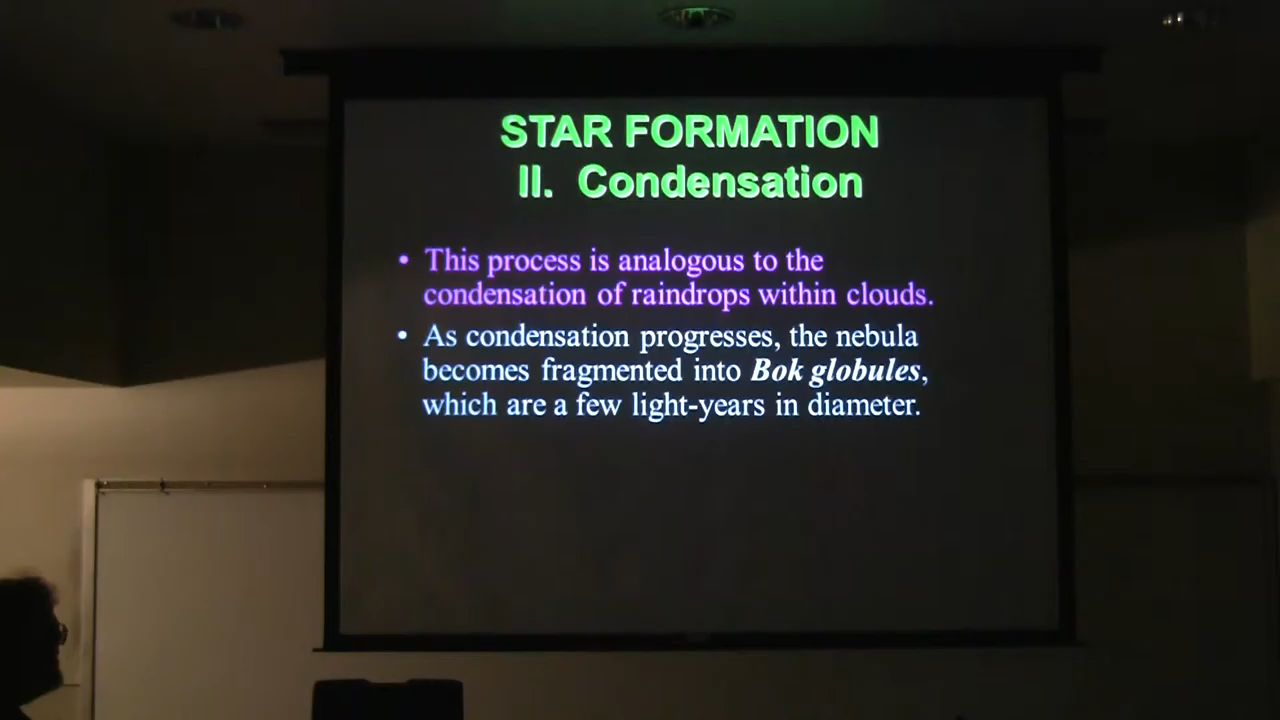 STAR FORMATION
II. Condensation
• This process is analogous to the
condensation of raindrops within clouds.
• As condensation progresses, the nebula
becomes fragmented into Bok globules,
which are a few light-years in diameter.